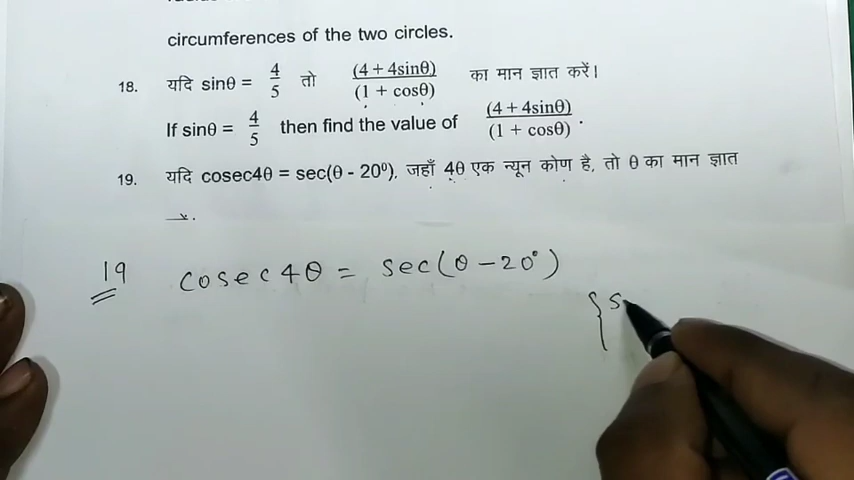 circumferences of the two circles.
18. यदि sinθ = 4/5 तो (4 + 4sinθ)/(1 + cosθ) का मान ज्ञात करें।
If sinθ = 4/5 then find the value of (4 + 4sinθ)/(1 + cosθ).
19. यदि cosec4θ = sec(θ - 20⁰), जहाँ 4θ एक न्यून कोण है, तो θ का मान ज्ञात
19 cosec4θ = sec(θ - 20°)
{ s